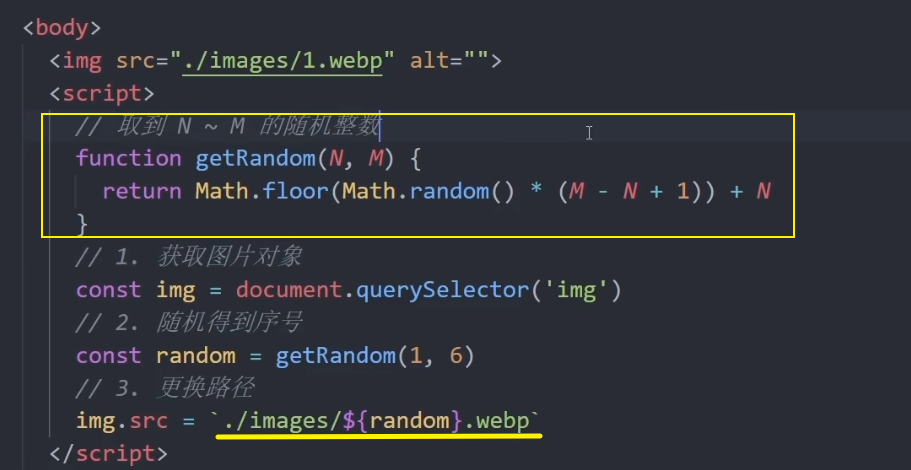 <body>
<img src="./images/1.webp" alt="">
<script>
// 取到 N ~ M 的随机整数
function getRandom(N, M) {
return Math.floor(Math.random() * (M - N + 1)) + N
}
// 1. 获取图片对象
const img = document.querySelector('img')
// 2. 随机得到序号
const random = getRandom(1, 6)
// 3. 更换路径
img.src = `./images/${random}.webp`
</script>